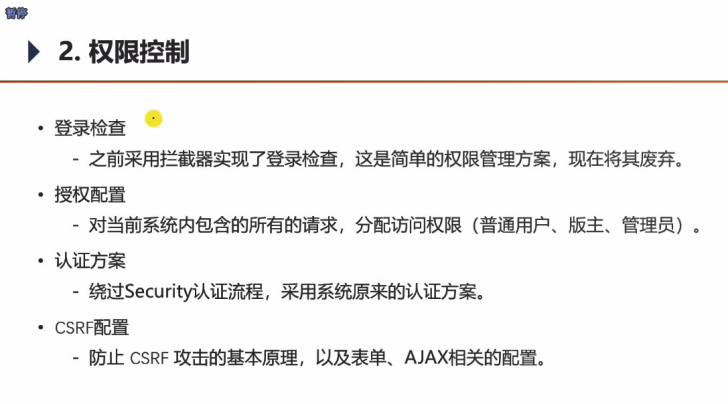 暂停
2. 权限控制
• 登录检查
- 之前采用拦截器实现了登录检查，这是简单的权限管理方案，现在将其废弃。
• 授权配置
- 对当前系统内包含的所有的请求，分配访问权限（普通用户、版主、管理员）。
• 认证方案
- 绕过Security认证流程，采用系统原来的认证方案。
• CSRF配置
- 防止 CSRF 攻击的基本原理，以及表单、AJAX相关的配置。